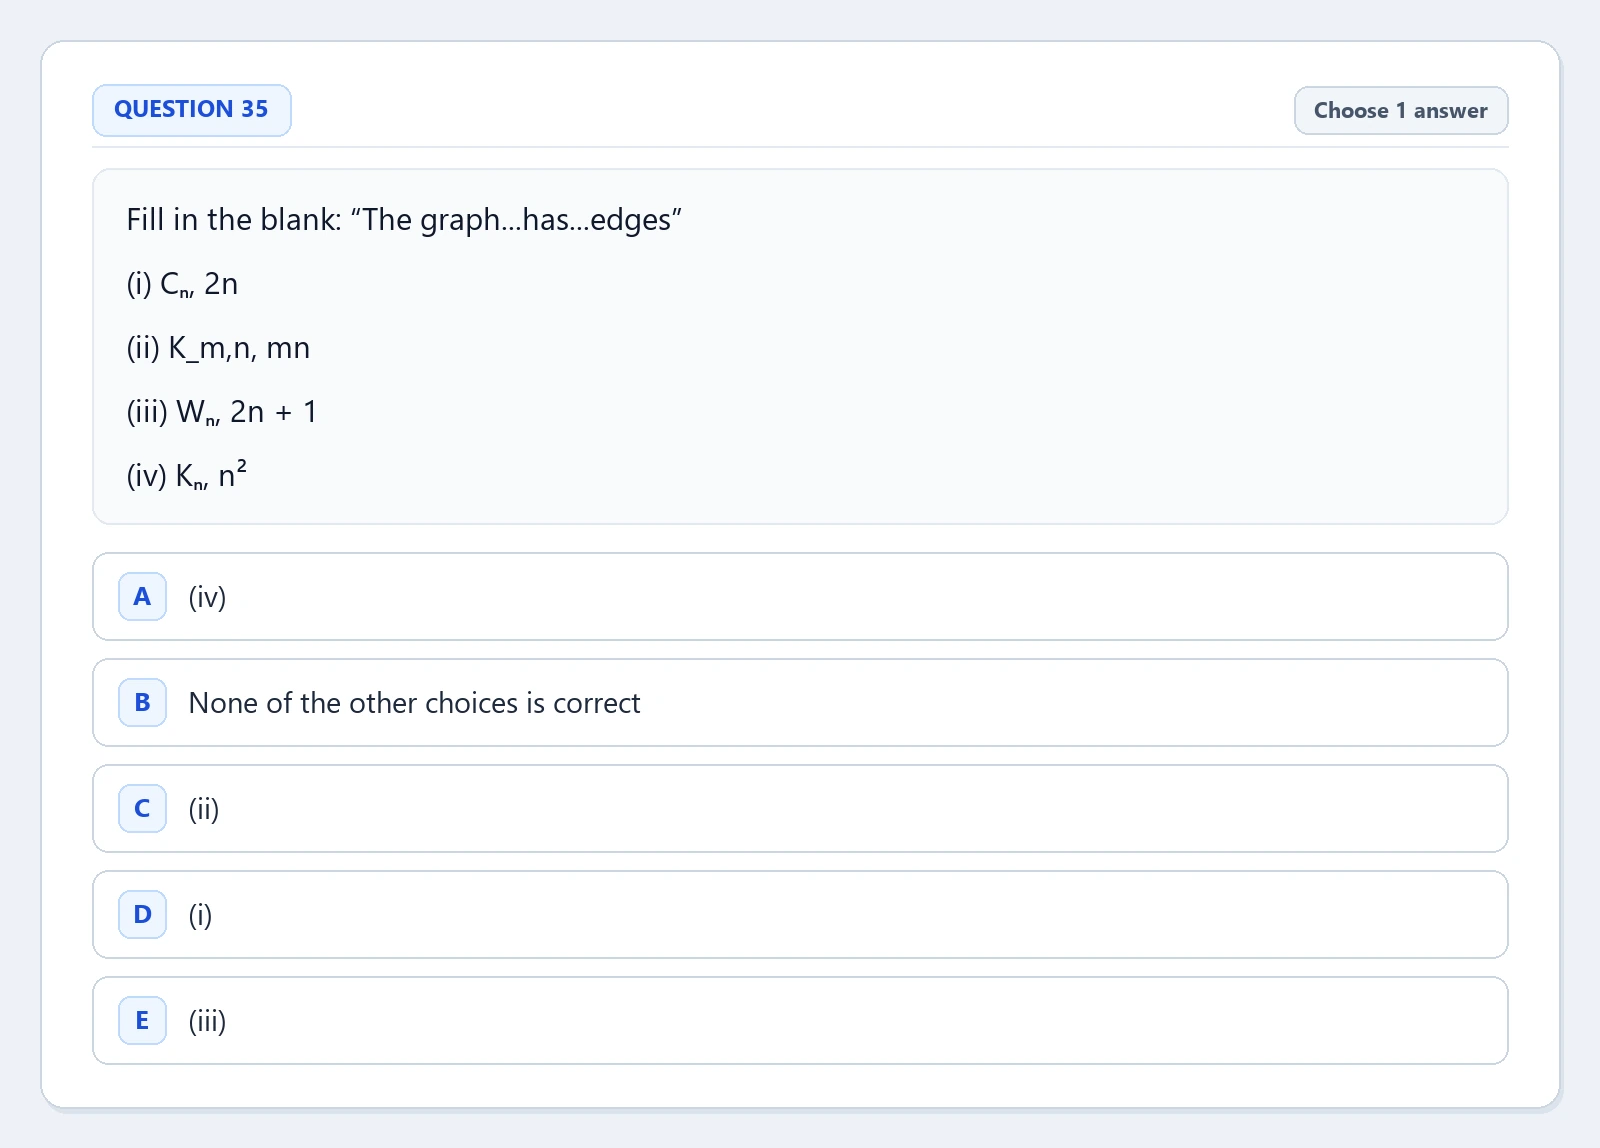 QUESTION 35
Choose 1 answer
Fill in the blank: “The graph...has...edges”
(i) Cₙ, 2n
(ii) K_m,n, mn
(iii) Wₙ, 2n + 1
(iv) Kₙ, n²
A (iv)
B None of the other choices is correct
C (ii)
D (i)
E (iii)